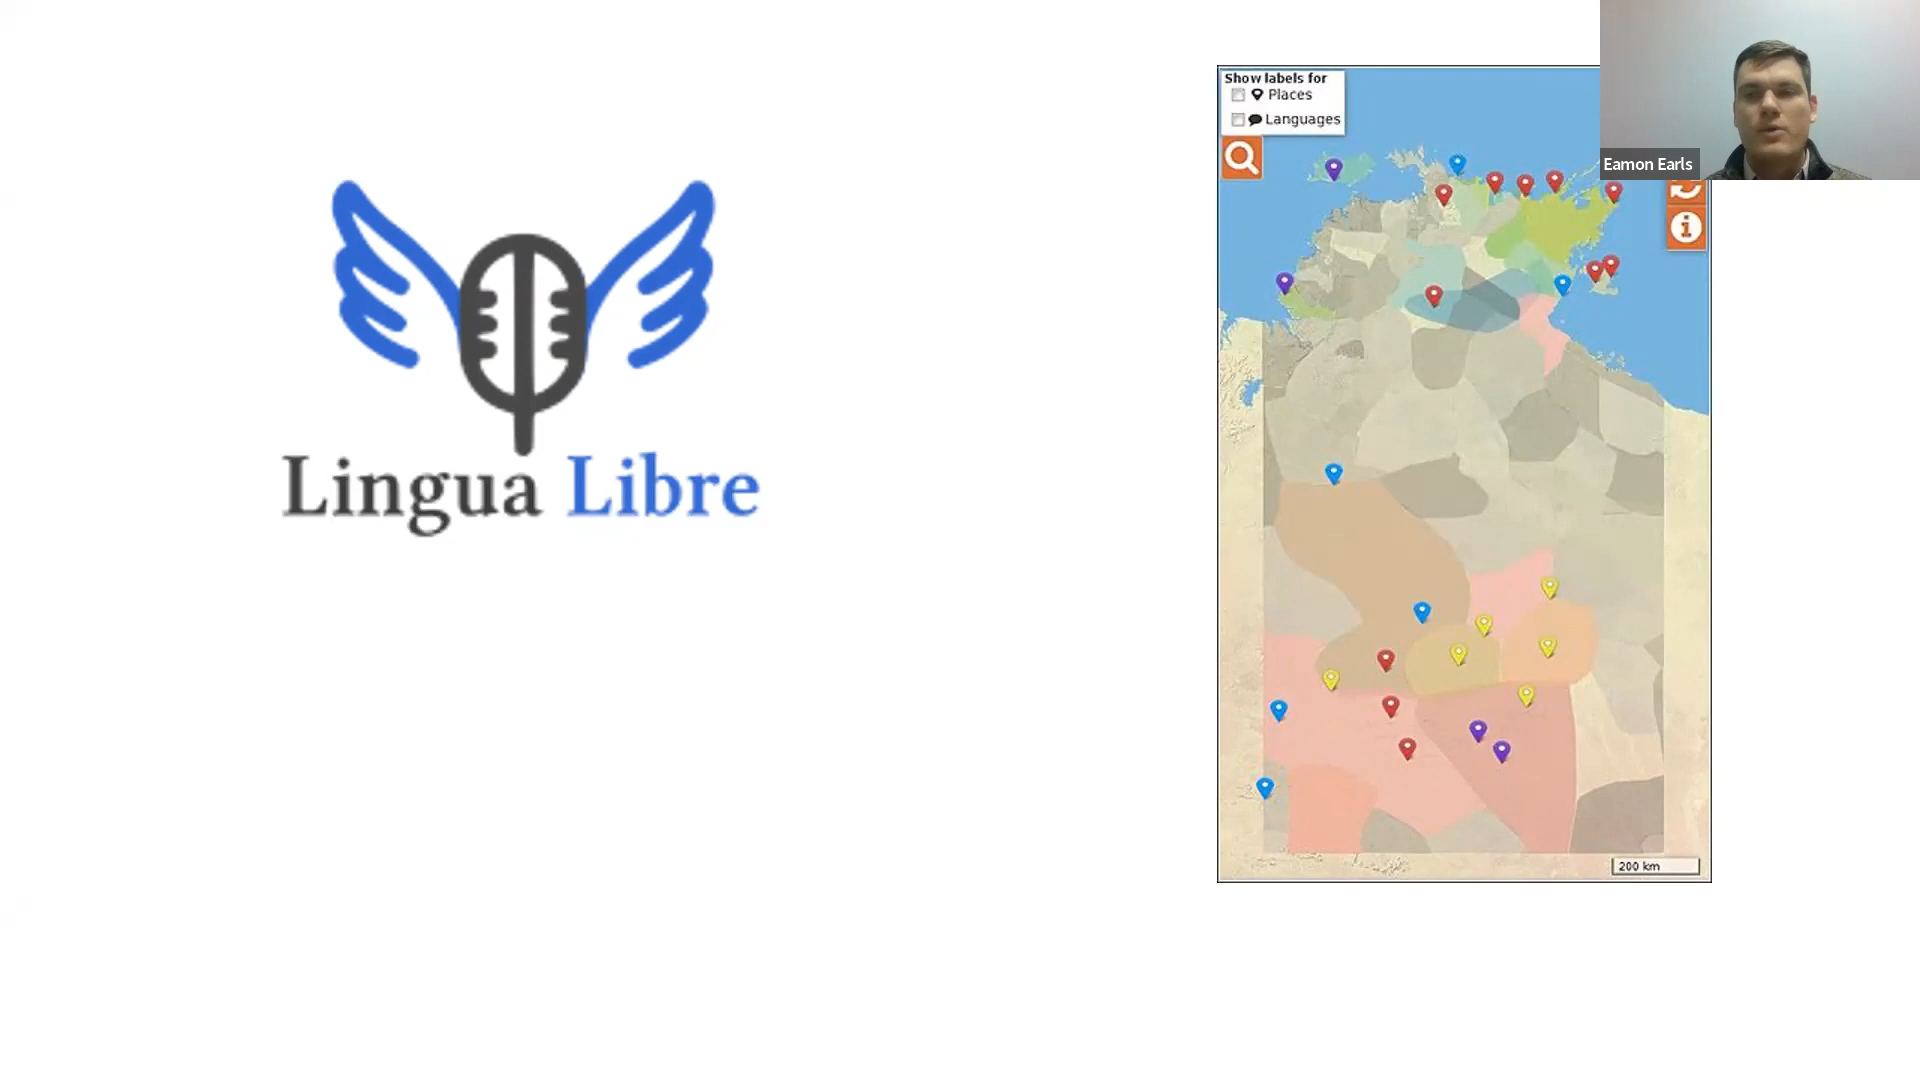 Lingua Libre
Show labels for
Places
Languages
Eamon Earls
200 km